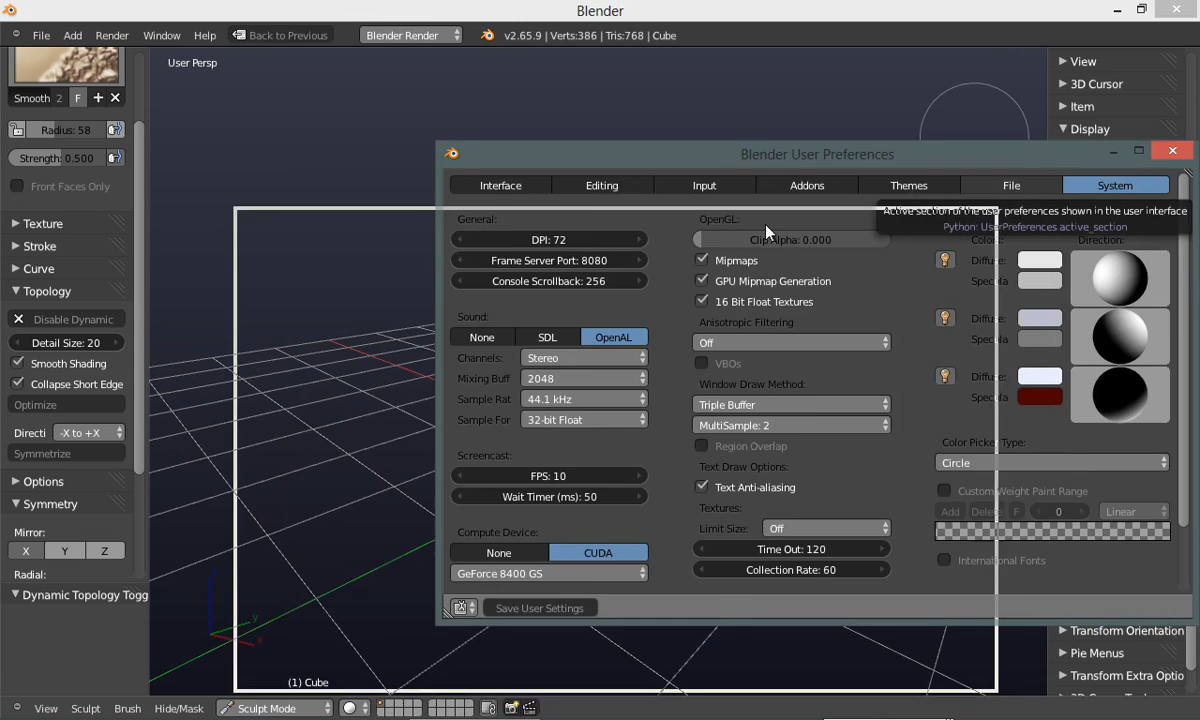 Blender
File Add Render Window Help Back to Previous Blender Render v2.65.9 | Verts:386 | Tris:768 | Cube
User Persp
Smooth 2 F
Radius: 58
Strength: 0.500
Front Faces Only
Texture
Stroke
Curve
Topology
Disable Dynamic
Detail Size: 20
Smooth Shading
Collapse Short Edge
Optimize
Directi -X to +X
Symmetrize
Options
Symmetry
Mirror:
X Y Z
Radial:
Dynamic Topology Togg
View
3D Cursor
Item
Display
Blender User Preferences
Interface Editing Input Addons Themes File System
Active section of the user preferences shown in the user interface
Python: UserPreferences.active_section
General:
DPI: 72
Frame Server Port: 8080
Console Scrollback: 256
Sound:
None SDL OpenAL
Channels: Stereo
Mixing Buff 2048
Sample Rat 44.1 kHz
Sample For 32-bit Float
Screencast:
FPS: 10
Wait Timer (ms): 50
Compute Device:
None CUDA
GeForce 8400 GS
OpenGL:
Clip Alpha: 0.000
Mipmaps
GPU Mipmap Generation
16 Bit Float Textures
Anisotropic Filtering
Off
VBOs
Window Draw Method:
Triple Buffer
MultiSample: 2
Region Overlap
Text Draw Options:
Text Anti-aliasing
Textures:
Limit Size: Off
Time Out: 120
Collection Rate: 60
Colors: Direction:
Diffuse:
Specula
Diffuse:
Specula
Diffuse:
Specula
Color Picker Type:
Circle
Custom Weight Paint Range
Add Delete F 0 Linear
International Fonts
Save User Settings
Transform Orientation
Pie Menus
Transform Extra Optio
z
y
x
(1) Cube
View Sculpt Brush Hide/Mask Sculpt Mode